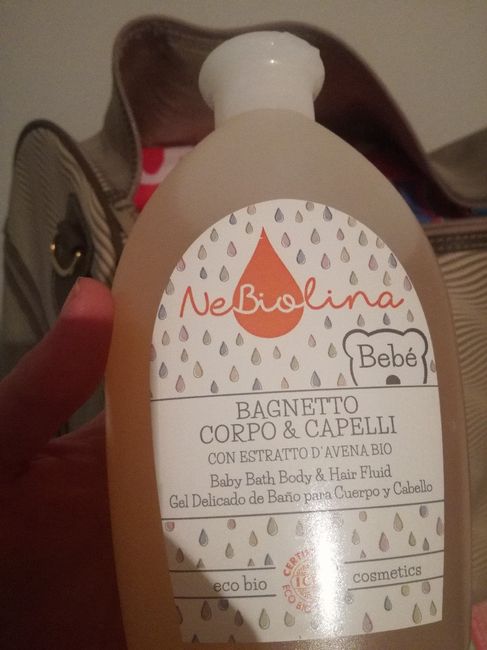 NeBiolina
Bebé
BAGNETTO
CORPO & CAPELLI
CON ESTRATTO D'AVENA BIO
Baby Bath Body & Hair Fluid
Gel Delicado de Baño para Cuerpo y Cabello
eco bio
cosmetics